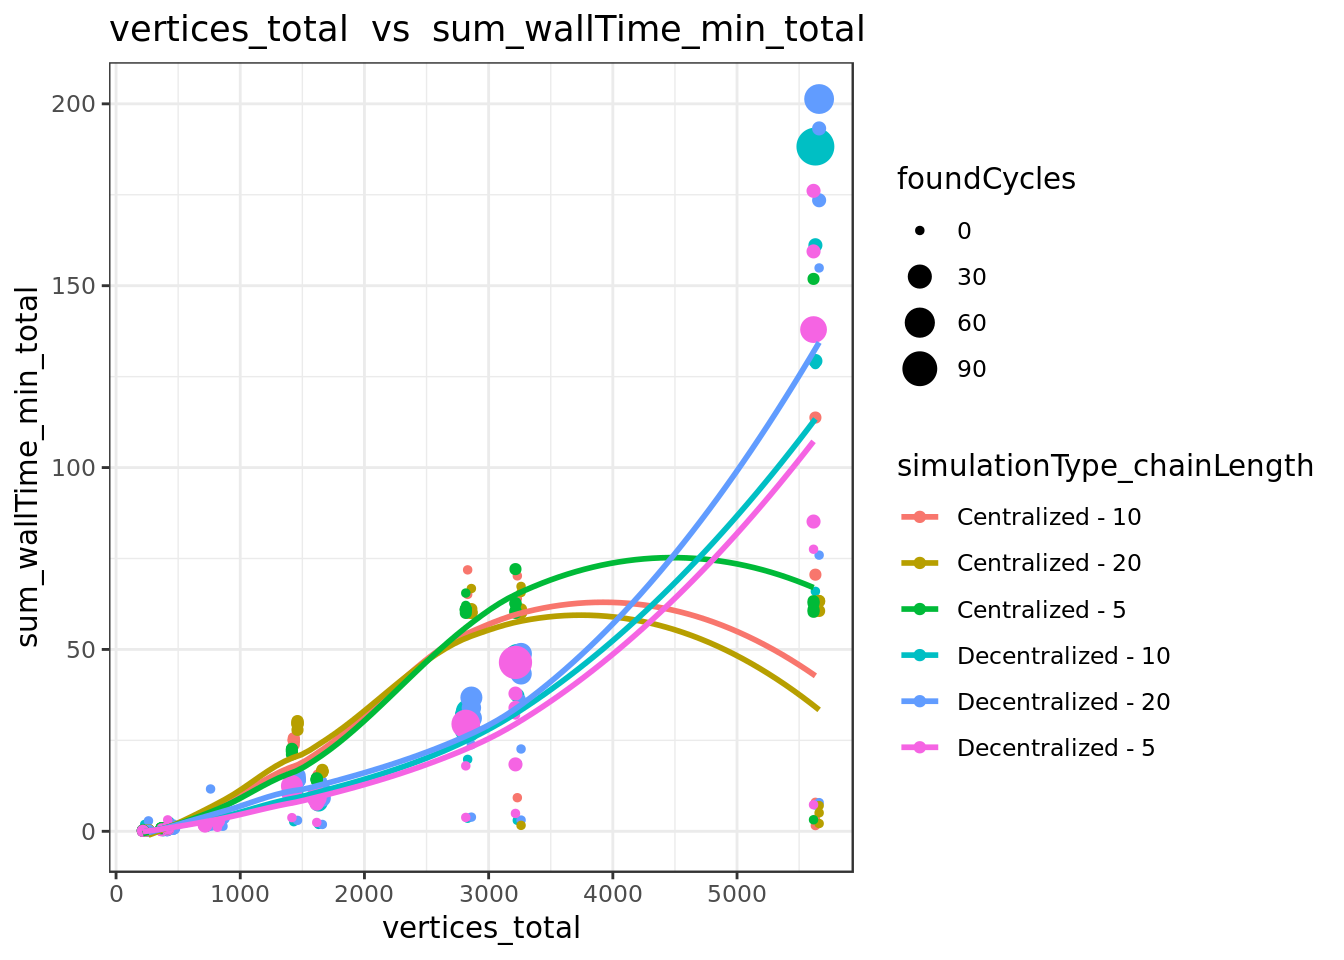 vertices_total vs sum_wallTime_min_total
sum_wallTime_min_total
200
150
100
50
0
0 1000 2000 3000 4000 5000
vertices_total
foundCycles
0
30
60
90
simulationType_chainLength
Centralized - 10
Centralized - 20
Centralized - 5
Decentralized - 10
Decentralized - 20
Decentralized - 5